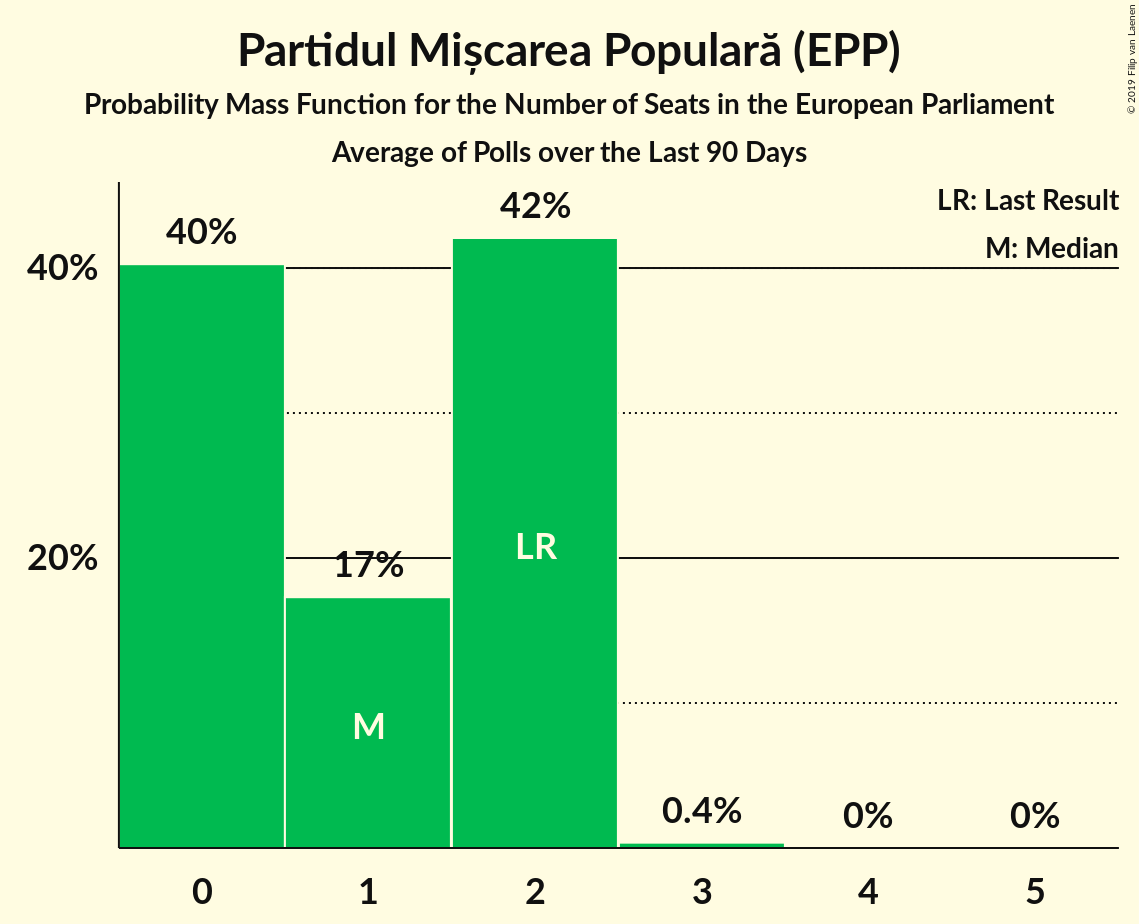 Partidul Mișcarea Populară (EPP)
Probability Mass Function for the Number of Seats in the European Parliament
Average of Polls over the Last 90 Days
© 2019 Filip van Laenen
LR: Last Result
M: Median
40%
42%
40%
17%
20%
LR
M
0.4%
0%
0%
0 1 2 3 4 5